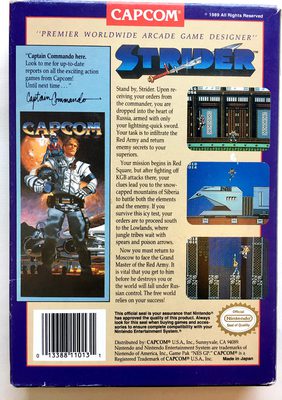 CAPCOM®
© 1989 All Rights Reserved
"PREMIER WORLDWIDE ARCADE GAME DESIGNER"
"Captain Commando here.
Look to me for up-to-date
reports on all the exciting action
games from Capcom!
Until next time . . ."
Captain Commando
CAPCOM
STRIDER
Stand by, Strider. Upon re-
ceiving your orders from
the commander, you are
dropped into the heart of
Russia, armed with only
your lightning-quick sword.
Your task is to infiltrate
the Red Army and return
enemy secrets to your
superiors.
Your mission begins in Red
Square, but after fighting off
KGB attacks there, your
clues lead you to the snow-
capped mountains of Siberia
to battle both the elements
and the enemy. If you
survive this icy test, your
orders are to proceed south
to the Lowlands, where
jungle tribes wait with
spears and poison arrows.
Now you must return to
Moscow to face the Grand
Master of the Red Army. It
is vital that you get to him
before he destroys you or
the world will fall under Rus-
sian control. The free world
relies on your success!
This seal is your assurance that Nintendo®
has approved the quality of this product. Always
look for this seal when buying games and acces-
sories to ensure complete compatibility with your
Nintendo Entertainment System.
Official
Nintendo
Seal of Quality
0 13388 11013 1
Distributed by: CAPCOM® U.S.A., Inc., Sunnyvale, CA 94089
Nintendo and Nintendo Entertainment System are trademarks of
Nintendo of America, Inc., Game Pak "NES GP." CAPCOM® is a
Registered Trademark of CAPCOM® U.S.A., Inc.
Made in Japan